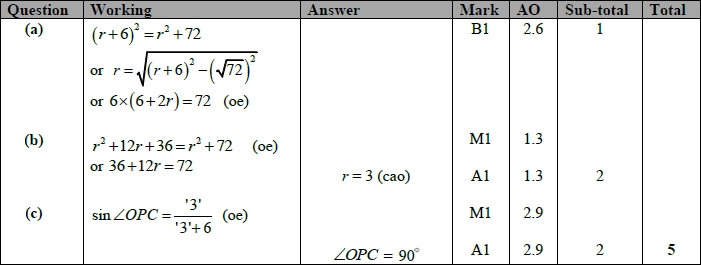 Question Working Answer Mark AO Sub-total Total
(a) (r+6)² = r² +72 B1 2.6 1
or r = √((r+6)² −(√72)²)
or 6×(6+2r) = 72 (oe)
(b) r² +12r+36 = r² +72 (oe) M1 1.3
or 36+12r = 72
r = 3 (cao) A1 1.3 2
(c) sin∠OPC = '3'/'3'+6 (oe) M1 2.9
∠OPC = 90° A1 2.9 2 5